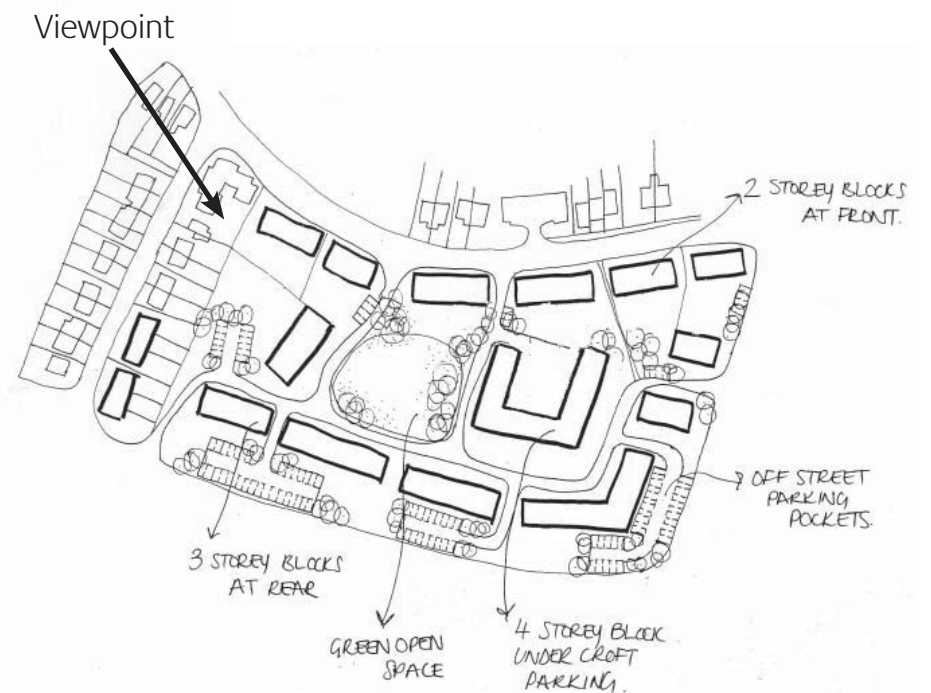 Viewpoint
2 STOREY BLOCKS
AT FRONT.
OFF STREET
PARKING
POCKETS.
3 STOREY BLOCKS
AT REAR
GREEN OPEN
SPACE
4 STOREY BLOCK
UNDER CROFT
PARKING.